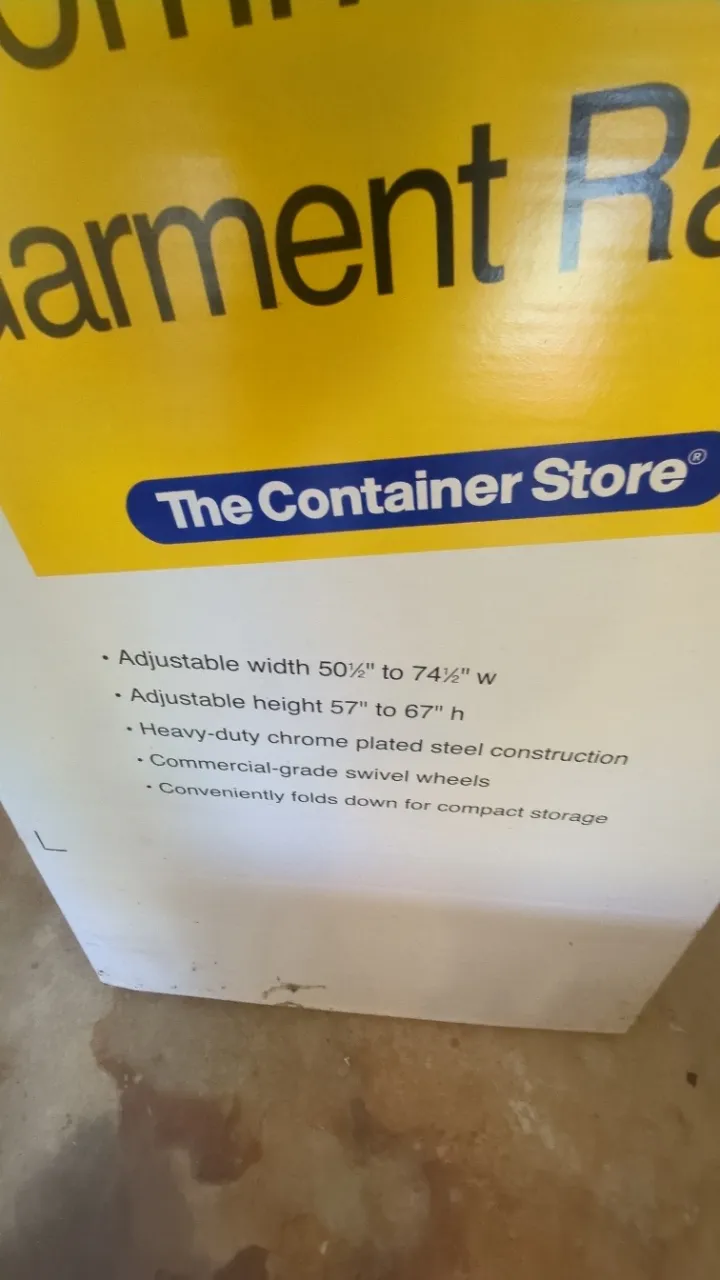 arment Ra
The Container Store®
• Adjustable width 50½" to 74½" w
• Adjustable height 57" to 67" h
• Heavy-duty chrome plated steel construction
• Commercial-grade swivel wheels
• Conveniently folds down for compact storage